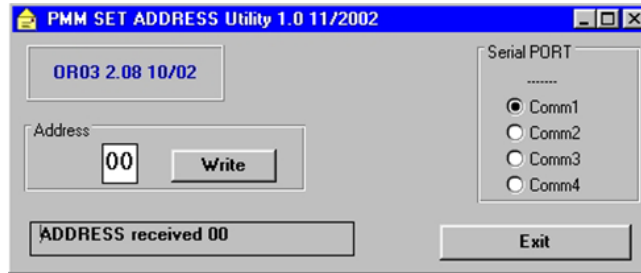 PMM SET ADDRESS Utility 1.0 11/2002
OR03 2.08 10/02
Serial PORT
-------
Comm1
Comm2
Comm3
Comm4
Address
00
Write
ADDRESS received 00
Exit